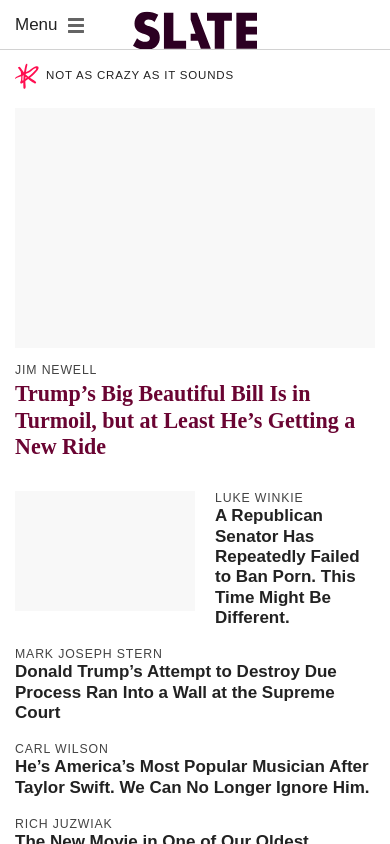 Menu
SLATE
NOT AS CRAZY AS IT SOUNDS
JIM NEWELL
Trump’s Big Beautiful Bill Is in
Turmoil, but at Least He’s Getting a
New Ride
LUKE WINKIE
A Republican
Senator Has
Repeatedly Failed
to Ban Porn. This
Time Might Be
Different.
MARK JOSEPH STERN
Donald Trump’s Attempt to Destroy Due
Process Ran Into a Wall at the Supreme
Court
CARL WILSON
He’s America’s Most Popular Musician After
Taylor Swift. We Can No Longer Ignore Him.
RICH JUZWIAK
The New Movie in One of Our Oldest